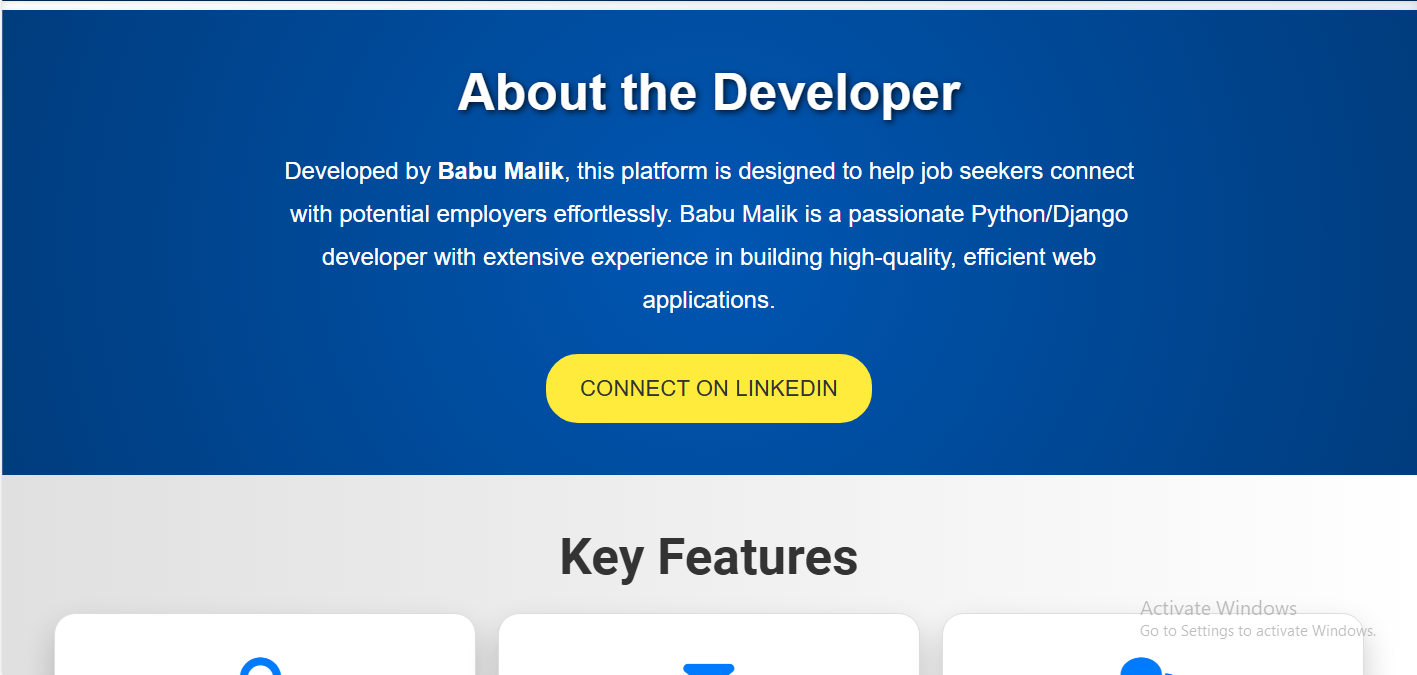 About the Developer
Developed by Babu Malik, this platform is designed to help job seekers connect
with potential employers effortlessly. Babu Malik is a passionate Python/Django
developer with extensive experience in building high-quality, efficient web
applications.
CONNECT ON LINKEDIN
Key Features
Activate Windows
Go to Settings to activate Windows.